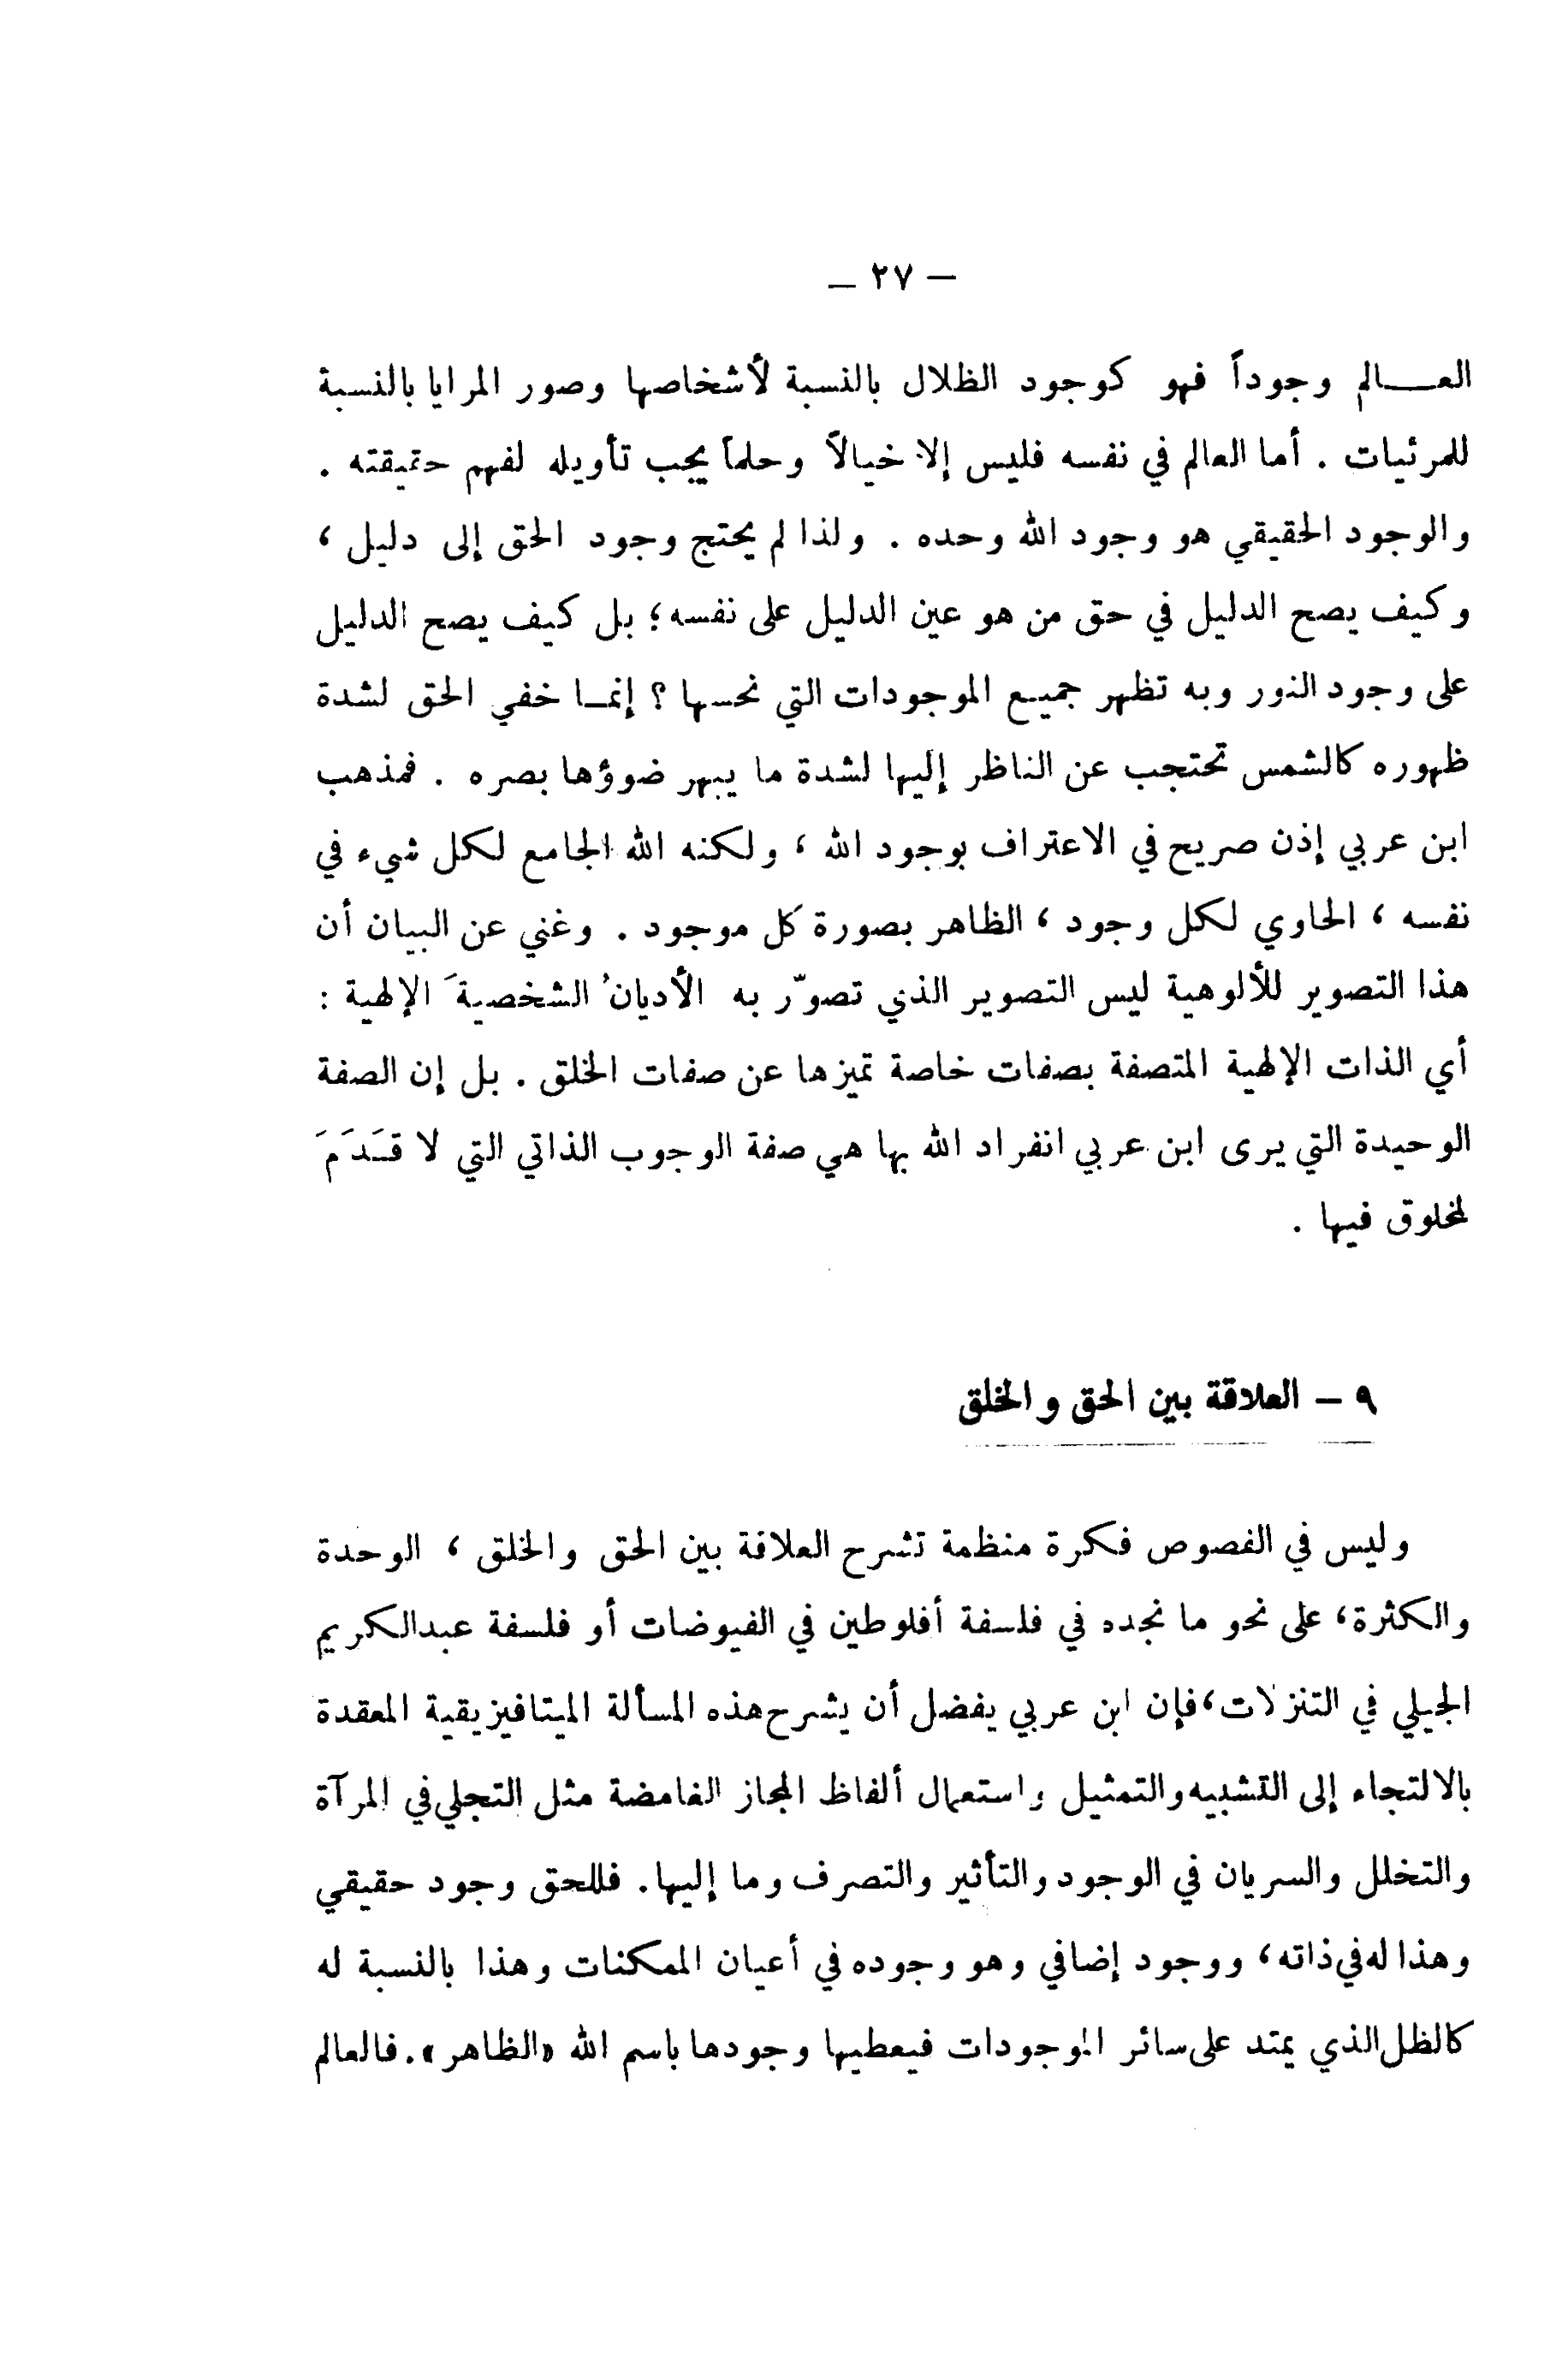 — ٢٧ —
العـــالم وجوداً فهو كوجود الظلال بالنسبة لأشخاصها وصور المرايا بالنسبة
للمرئيات . أما العالم في نفسه فليس إلا خيالاً وحلماً يجب تأويله لفهم حقيقته .
والوجود الحقيقي هو وجود الله وحده . ولذا لم يحتج وجود الحق إلى دليل ،
وكيف يصح الدليل في حق من هو عين الدليل على نفسه؛ بل كيف يصح الدليل
على وجود النور وبه تظهر جميع الموجودات التي نحسها ؟ إنمـا خفي الحق لشدة
ظهوره كالشمس تحتجب عن الناظر إليها لشدة ما يبهر ضوؤها بصره . فمذهب
ابن عربي إذن صريح في الاعتراف بوجود الله ، ولكنه الله الجامع لكل شيء في
نفسه ، الحاوي لكل وجود ، الظاهر بصورة كل موجود . وغني عن البيان أن
هذا التصوير للألوهية ليس التصوير الذي تصوّر به الأديانُ الشخصيةَ الإلهية :
أي الذات الإلهية المتصفة بصفات خاصة تميزها عن صفات الخلق . بل إن الصفة
الوحيدة التي يرى ابن عربي انفراد الله بها هي صفة الوجوب الذاتي التي لا قَدَمَ
لمخلوق فيها .
٩ – العلاقة بين الحق والخلق
وليس في الفصوص فكرة منظمة تشرح العلاقة بين الحق والخلق ، الوحدة
والكثرة، على نحو ما نجده في فلسفة أفلوطين في الفيوضات أو فلسفة عبدالكريم
الجيلي في التنزلات،فإن ابن عربي يفضل أن يشرح هذه المسألة الميتافيزيقية المعقدة
بالالتجاء إلى التشبيه والتمثيل واستعمال ألفاظ المجاز الغامضة مثل التجلي في المرآة
والتخلل والسريان في الوجود والتأثير والتصرف وما إليها. فللحق وجود حقيقي
وهذا له في ذاته، ووجود إضافي وهو وجوده في أعيان الممكنات وهذا بالنسبة له
كالظل الذي يمتد على سائر الموجودات فيعطيها وجودها باسم الله «الظاهر».فالعالم